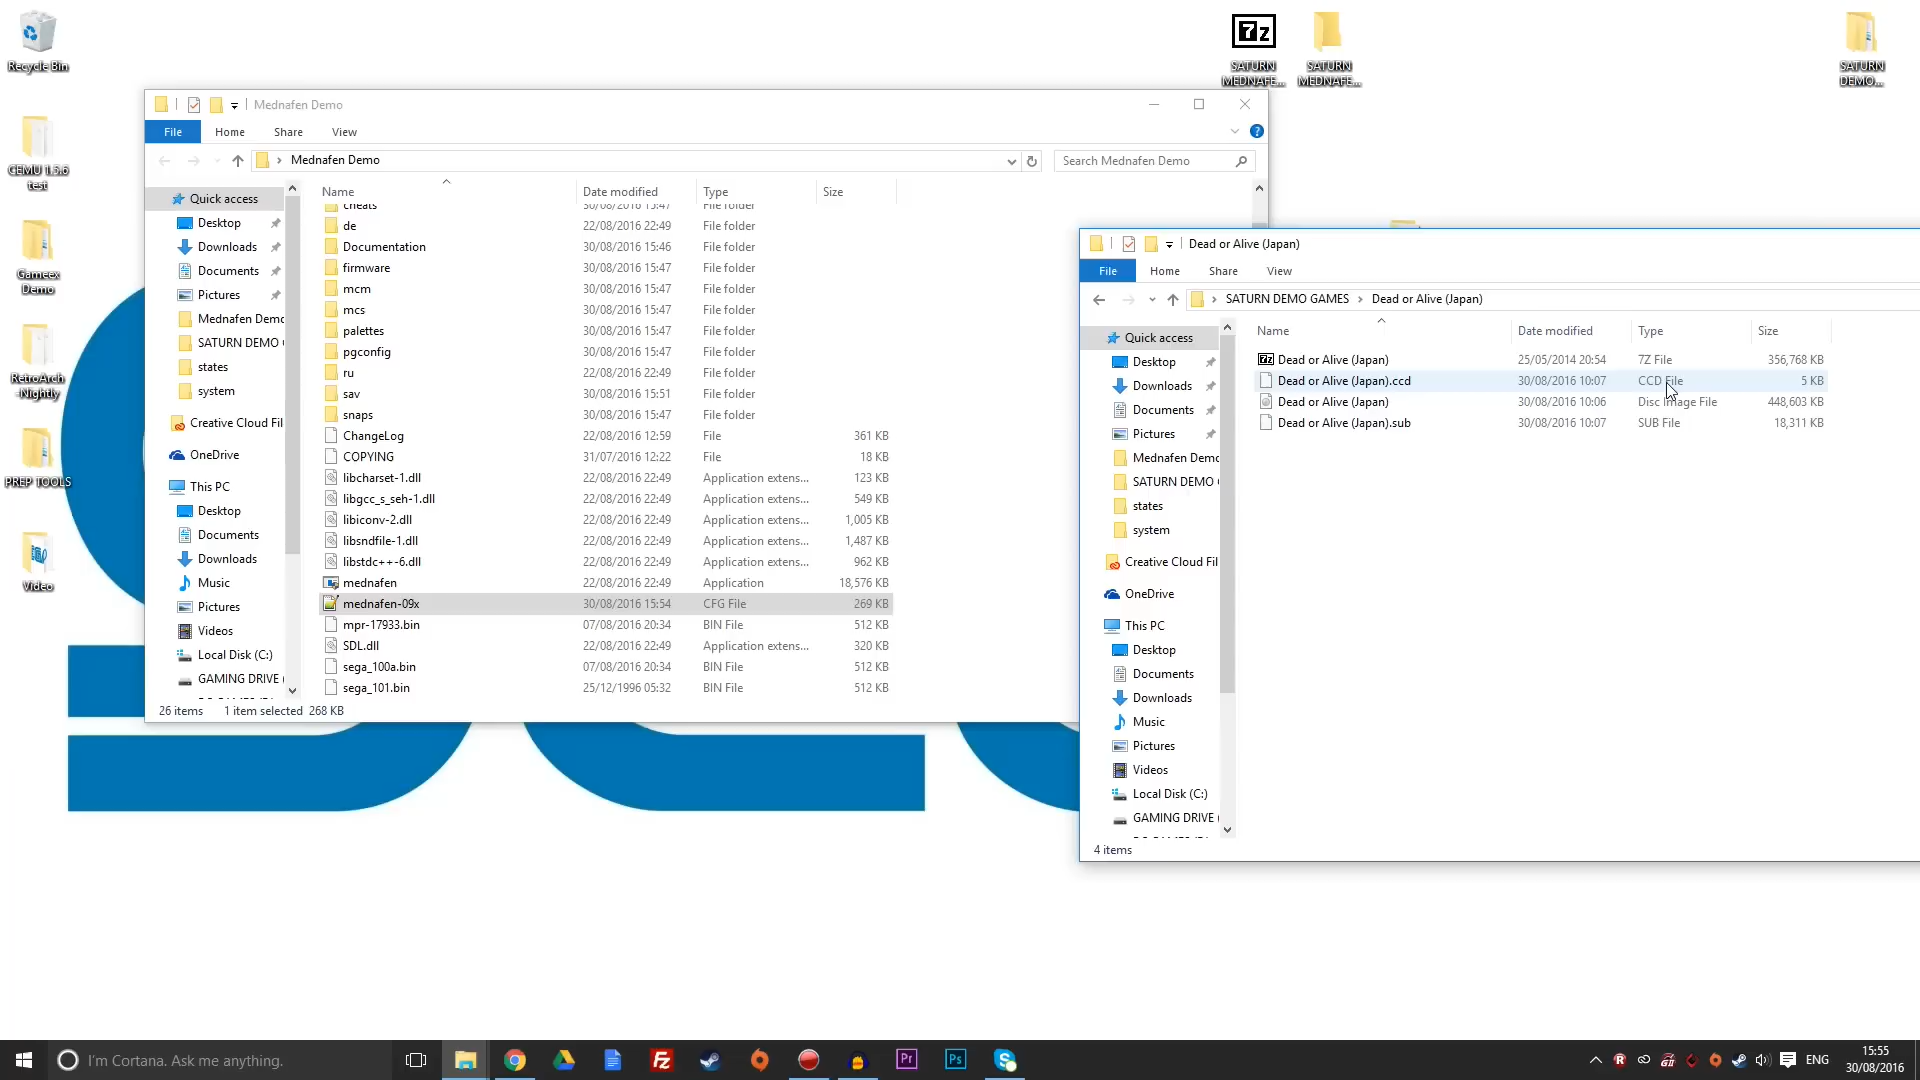 Recycle Bin
CEMU 1.5.6 test
Gameex Demo
RetroArch -Nightly
PREP TOOLS
Video
SATURN MEDNAFE...
SATURN MEDNAFE...
SATURN DEMO...
Mednafen Demo
File Home Share View
Mednafen Demo
Search Mednafen Demo
Name Date modified Type Size
Quick access
Desktop
Downloads
Documents
Pictures
Mednafen Demo
SATURN DEMO
states
system
Creative Cloud Fil
OneDrive
This PC
Desktop
Documents
Downloads
Music
Pictures
Videos
Local Disk (C:)
GAMING DRIVE (
cheats 30/08/2016 15:47 File folder
de 22/08/2016 22:49 File folder
Documentation 30/08/2016 15:46 File folder
firmware 30/08/2016 15:47 File folder
mcm 30/08/2016 15:47 File folder
mcs 30/08/2016 15:47 File folder
palettes 30/08/2016 15:47 File folder
pgconfig 30/08/2016 15:47 File folder
ru 22/08/2016 22:49 File folder
sav 30/08/2016 15:51 File folder
snaps 30/08/2016 15:47 File folder
ChangeLog 22/08/2016 12:59 File 361 KB
COPYING 31/07/2016 12:22 File 18 KB
libcharset-1.dll 22/08/2016 22:49 Application extens... 123 KB
libgcc_s_seh-1.dll 22/08/2016 22:49 Application extens... 549 KB
libiconv-2.dll 22/08/2016 22:49 Application extens... 1,005 KB
libsndfile-1.dll 22/08/2016 22:49 Application extens... 1,487 KB
libstdc++-6.dll 22/08/2016 22:49 Application extens... 962 KB
mednafen 22/08/2016 22:49 Application 18,576 KB
mednafen-09x 30/08/2016 15:54 CFG File 269 KB
mpr-17933.bin 07/08/2016 20:34 BIN File 512 KB
SDL.dll 22/08/2016 22:49 Application extens... 320 KB
sega_100a.bin 07/08/2016 20:34 BIN File 512 KB
sega_101.bin 25/12/1996 05:32 BIN File 512 KB
26 items 1 item selected 268 KB
Dead or Alive (Japan)
File Home Share View
SATURN DEMO GAMES Dead or Alive (Japan)
Name Date modified Type Size
Quick access
Desktop
Downloads
Documents
Pictures
Mednafen Demo
SATURN DEMO
states
system
Creative Cloud Fil
OneDrive
This PC
Desktop
Documents
Downloads
Music
Pictures
Videos
Local Disk (C:)
GAMING DRIVE (
Dead or Alive (Japan) 25/05/2014 20:54 7Z File 356,768 KB
Dead or Alive (Japan).ccd 30/08/2016 10:07 CCD File 5 KB
Dead or Alive (Japan) 30/08/2016 10:06 Disc Image File 448,603 KB
Dead or Alive (Japan).sub 30/08/2016 10:07 SUB File 18,311 KB
4 items
I'm Cortana. Ask me anything.
ENG
15:55
30/08/2016